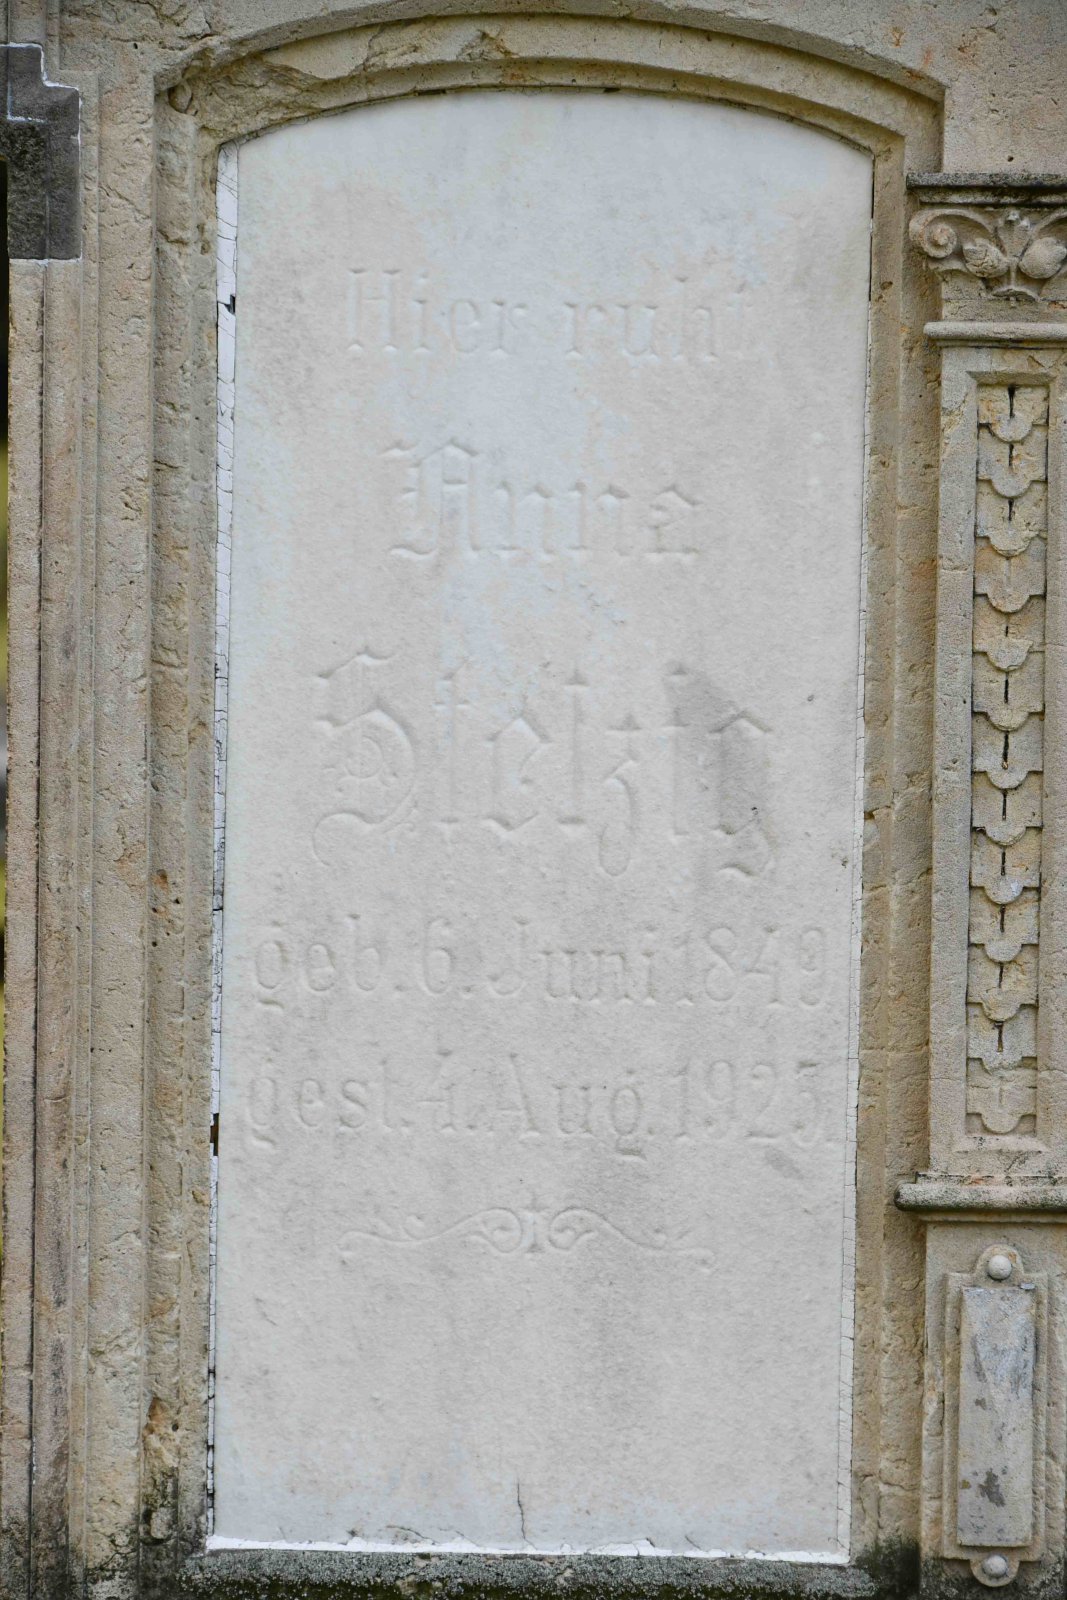 Hier ruht
Anna
Stelzig
geb. 6. Juni 1849
gest. 4. Aug. 1925.